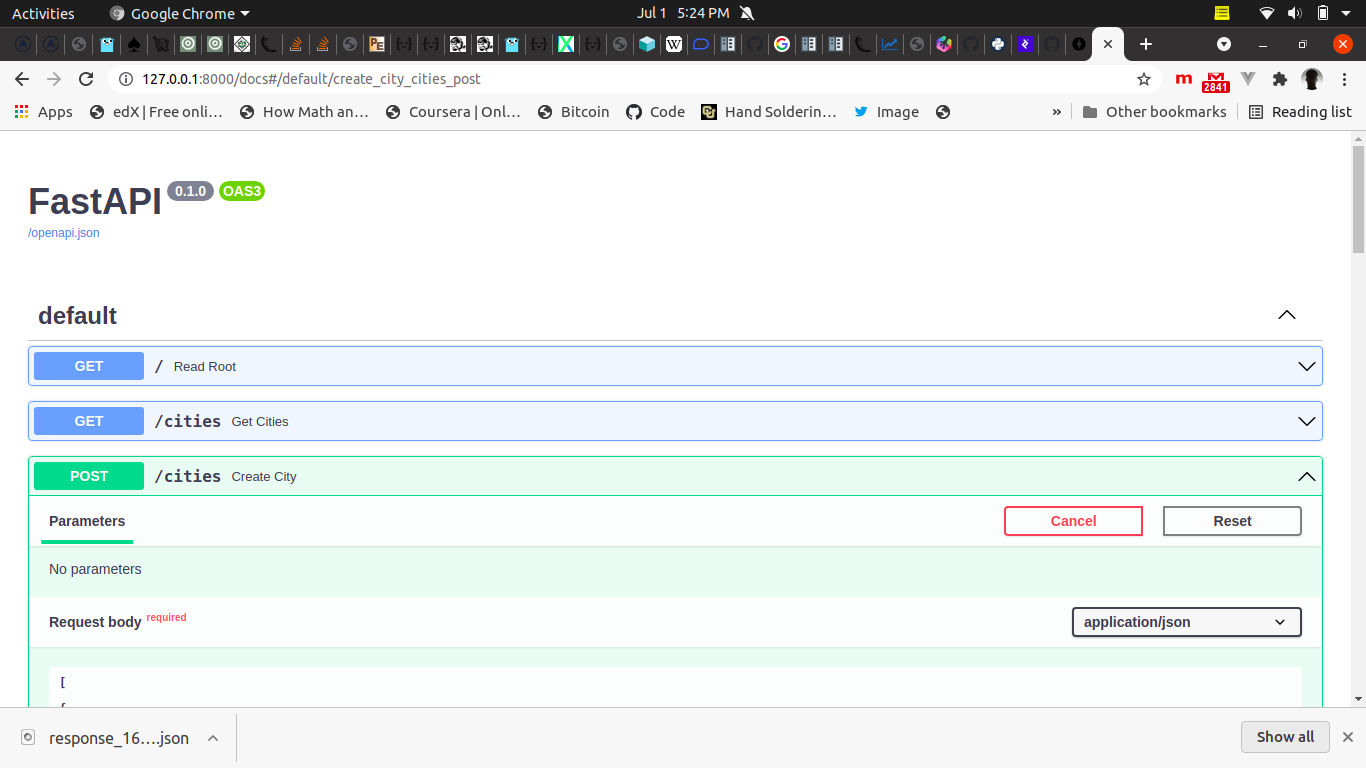 Activities Google Chrome Jul 1 5:24 PM
127.0.0.1:8000/docs#/default/create_city_cities_post 2841
Apps edX | Free onli… How Math an… Coursera | Onl… Bitcoin Code Hand Solderin… Image » Other bookmarks Reading list
FastAPI 0.1.0 OAS3
/openapi.json
default
GET / Read Root
GET /cities Get Cities
POST /cities Create City
Parameters Cancel Reset
No parameters
Request body required application/json
[
response_16….json Show all